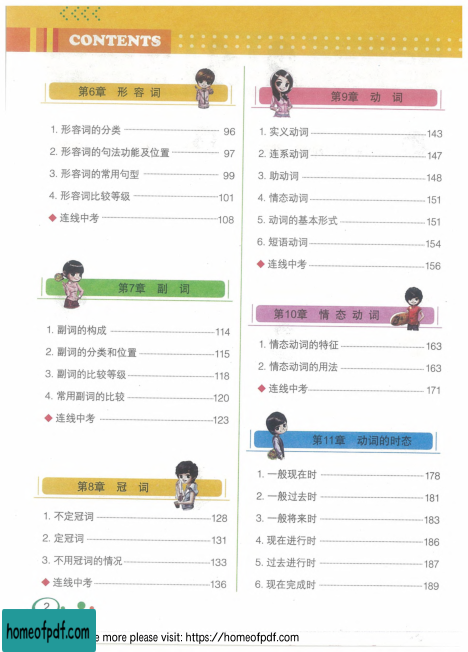 CONTENTS
第6章 形 容 词
1. 形容词的分类 96
2. 形容词的句法功能及位置 97
3. 形容词的常用句型 99
4. 形容词比较等级 101
◆ 连线中考 108
第7章 副 词
1. 副词的构成 114
2. 副词的分类和位置 115
3. 副词的比较等级 118
4. 常用副词的比较 120
◆ 连线中考 123
第8章 冠 词
1. 不定冠词 128
2. 定冠词 131
3. 不用冠词的情况 133
◆ 连线中考 136
第9章 动 词
1. 实义动词 143
2. 连系动词 147
3. 助动词 148
4. 情态动词 151
5. 动词的基本形式 151
6. 短语动词 154
◆ 连线中考 156
第10章 情 态 动 词
1. 情态动词的特征 163
2. 情态动词的用法 163
◆ 连线中考 171
第11章 动词的时态
1. 一般现在时 178
2. 一般过去时 181
3. 一般将来时 183
4. 现在进行时 186
5. 过去进行时 187
6. 现在完成时 189
2
homeofpdf.com
e more please visit: https://homeofpdf.com